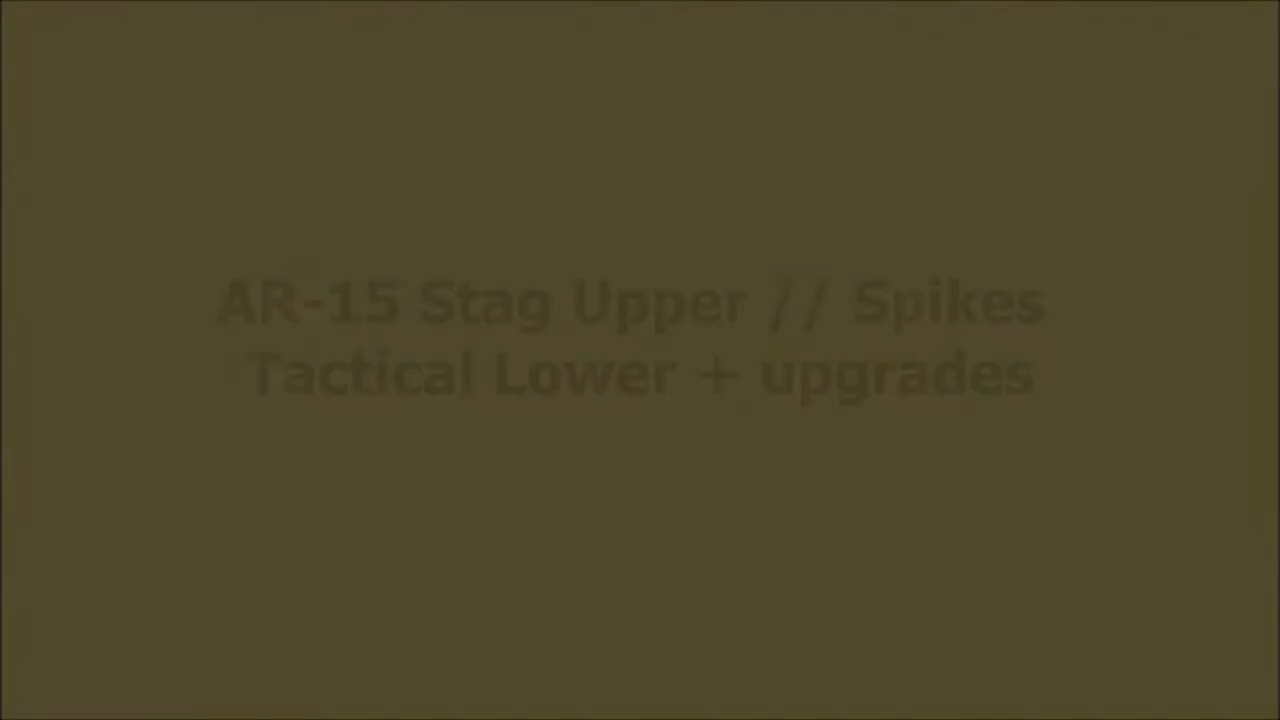 AR-15 Stag Upper // Spikes
Tactical Lower + upgrades